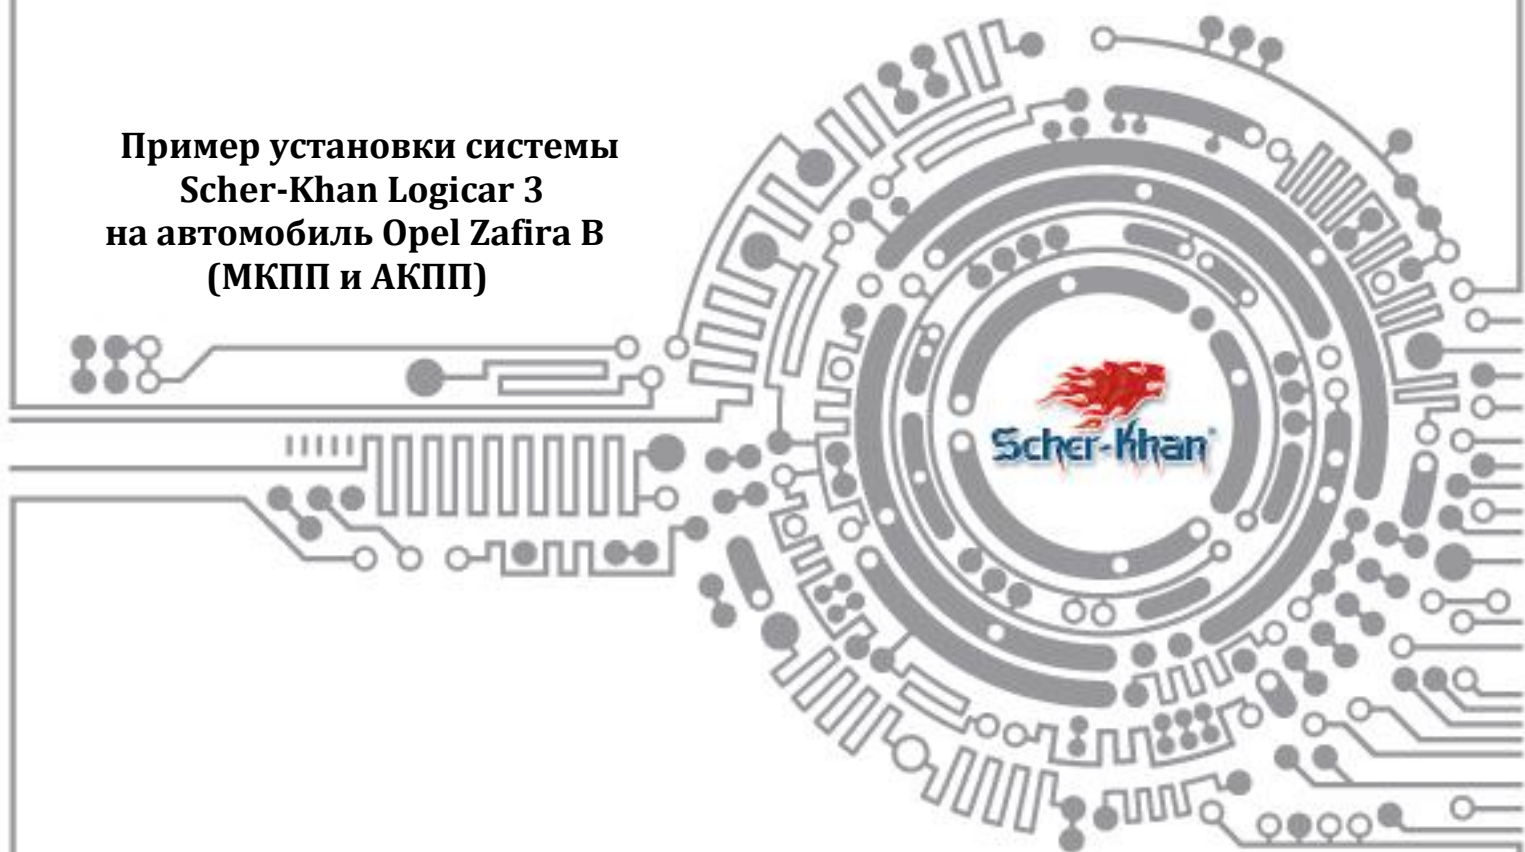 Пример установки системы
Scher-Khan Logicar 3
на автомобиль Opel Zafira B
(МКПП и АКПП)
Scher-Khan®